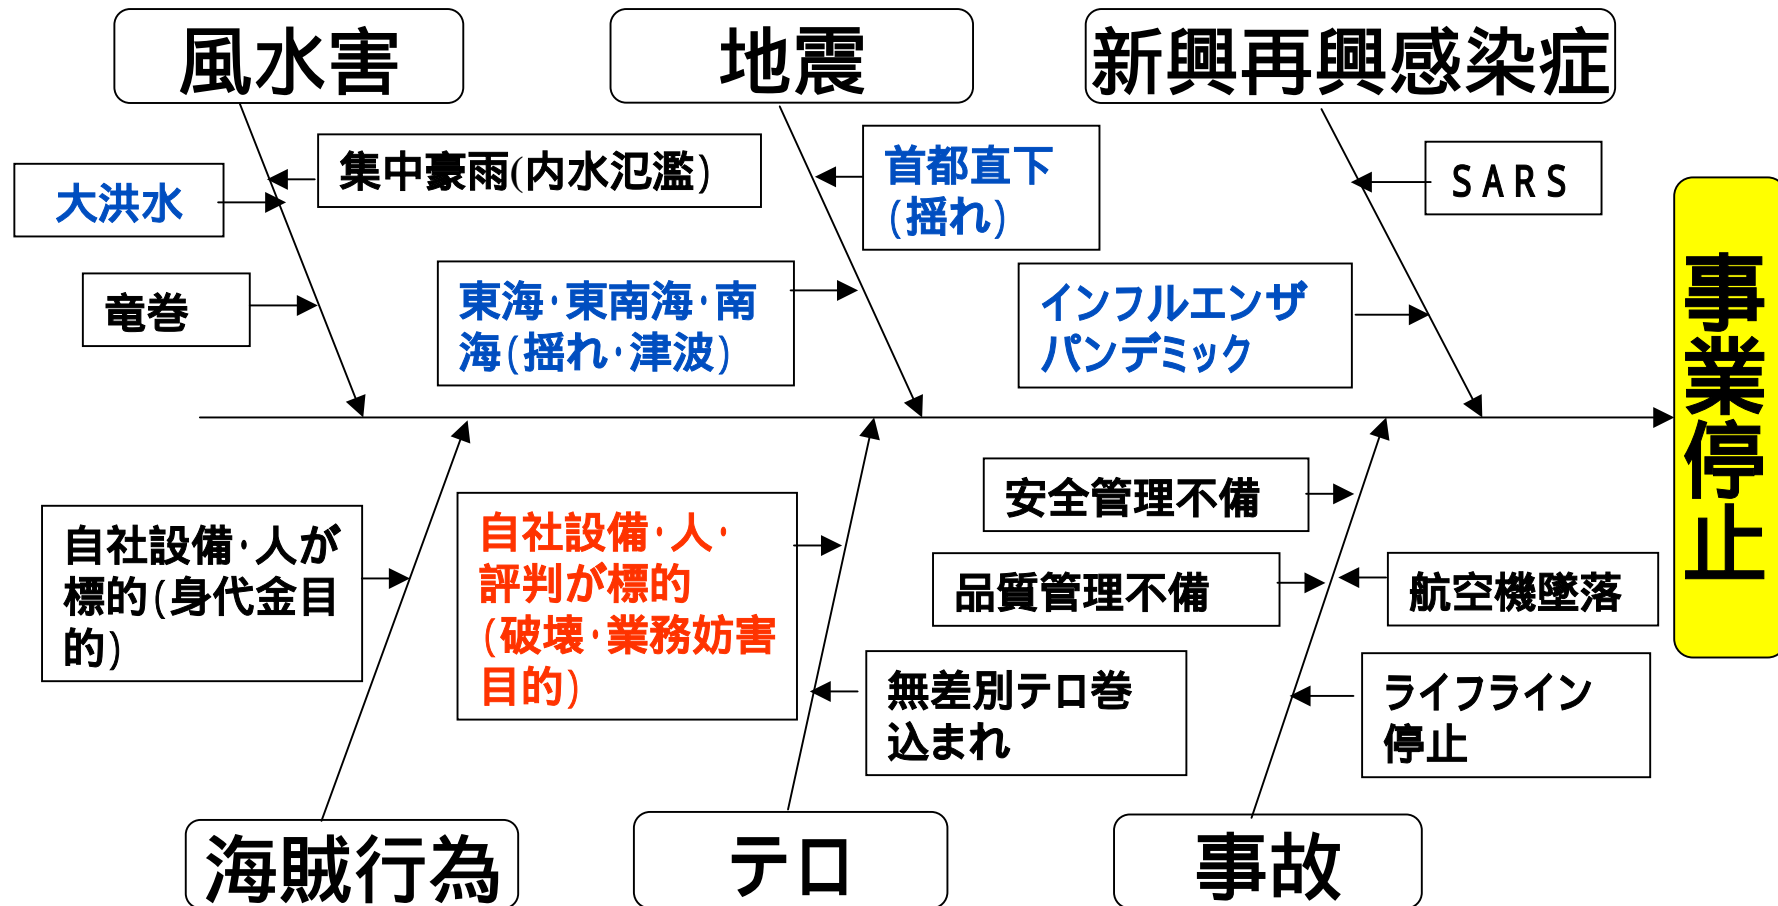 風水害
地震
新興再興感染症
集中豪雨(内水氾濫)
大洪水
竜巻
首都直下
(揺れ)
東海・東南海・南
海(揺れ・津波)
SARS
インフルエンザ
パンデミック
事業停止
自社設備・人が
標的(身代金目
的)
自社設備・人・
評判が標的
(破壊・業務妨害
目的)
無差別テロ巻
込まれ
安全管理不備
品質管理不備
航空機墜落
ライフライン
停止
海賊行為
テロ
事故